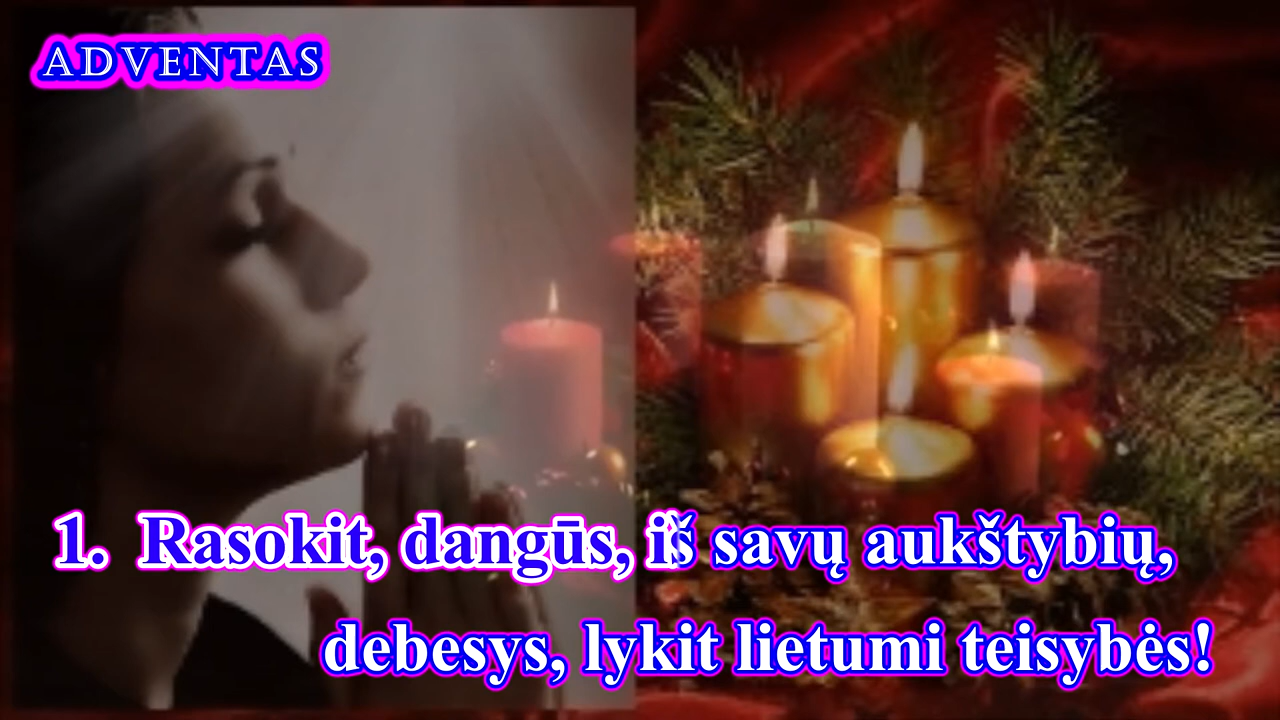 ADVENTAS
1. Rasokit, dangūs, iš savų aukštybių,
debesys, lykit lietumi teisybės!